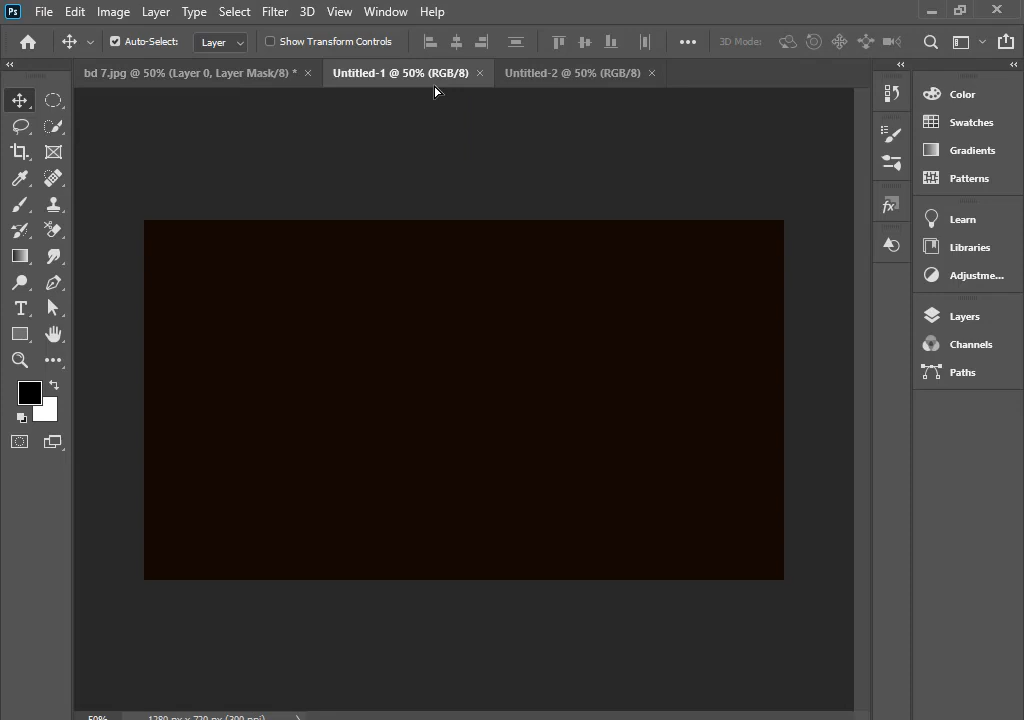 Ps File Edit Image Layer Type Select Filter 3D View Window Help
Auto-Select: Layer Show Transform Controls 3D Mode:
bd 7.jpg @ 50% (Layer 0, Layer Mask/8) * Untitled-1 @ 50% (RGB/8) Untitled-2 @ 50% (RGB/8)
Color
Swatches
Gradients
Patterns
fx
Learn
Libraries
Adjustme...
T
Layers
Channels
Paths
50% 1280 px x 720 px (300 ppi)